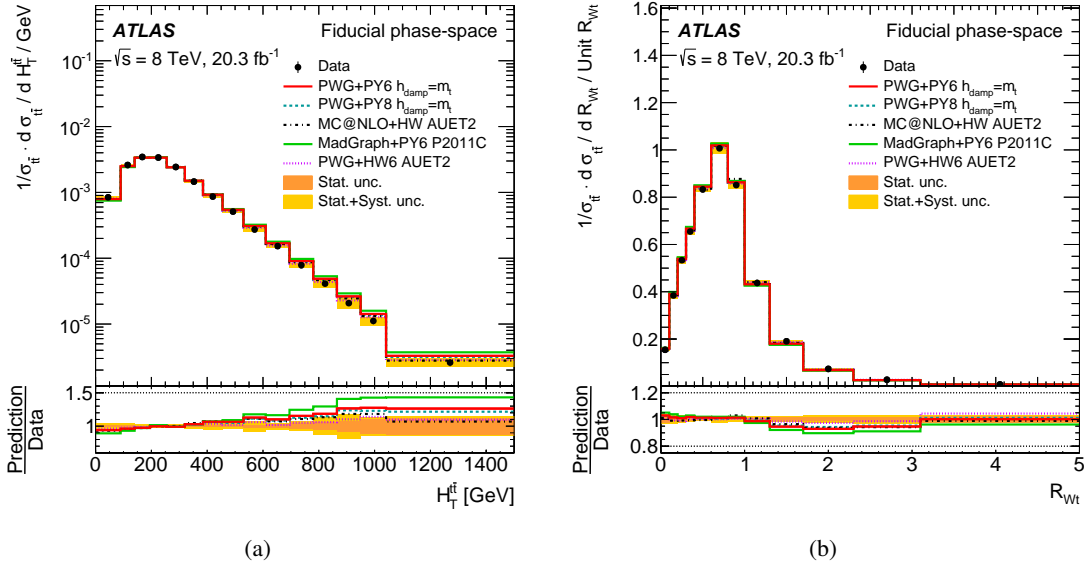 ATLAS Fiducial phase-space
√s = 8 TeV, 20.3 fb⁻¹
Data
PWG+PY6 h_damp=m_t
PWG+PY8 h_damp=m_t
MC@NLO+HW AUET2
MadGraph+PY6 P2011C
PWG+HW6 AUET2
Stat. unc.
Stat.+Syst. unc.
1/σ_tt̄ · d σ_tt̄ / d H_T^tt̄ / GeV
10⁻¹
10⁻²
10⁻³
10⁻⁴
10⁻⁵
Prediction
Data
1.5
1
0 200 400 600 800 1000 1200 1400
H_T^tt̄ [GeV]
(a)
ATLAS Fiducial phase-space
√s = 8 TeV, 20.3 fb⁻¹
Data
PWG+PY6 h_damp=m_t
PWG+PY8 h_damp=m_t
MC@NLO+HW AUET2
MadGraph+PY6 P2011C
PWG+HW6 AUET2
Stat. unc.
Stat.+Syst. unc.
1/σ_tt̄ · d σ_tt̄ / d R_Wt / Unit R_Wt
1.6
1.4
1.2
1
0.8
0.6
0.4
0.2
Prediction
Data
1.2
1
0.8
0 1 2 3 4 5
R_Wt
(b)